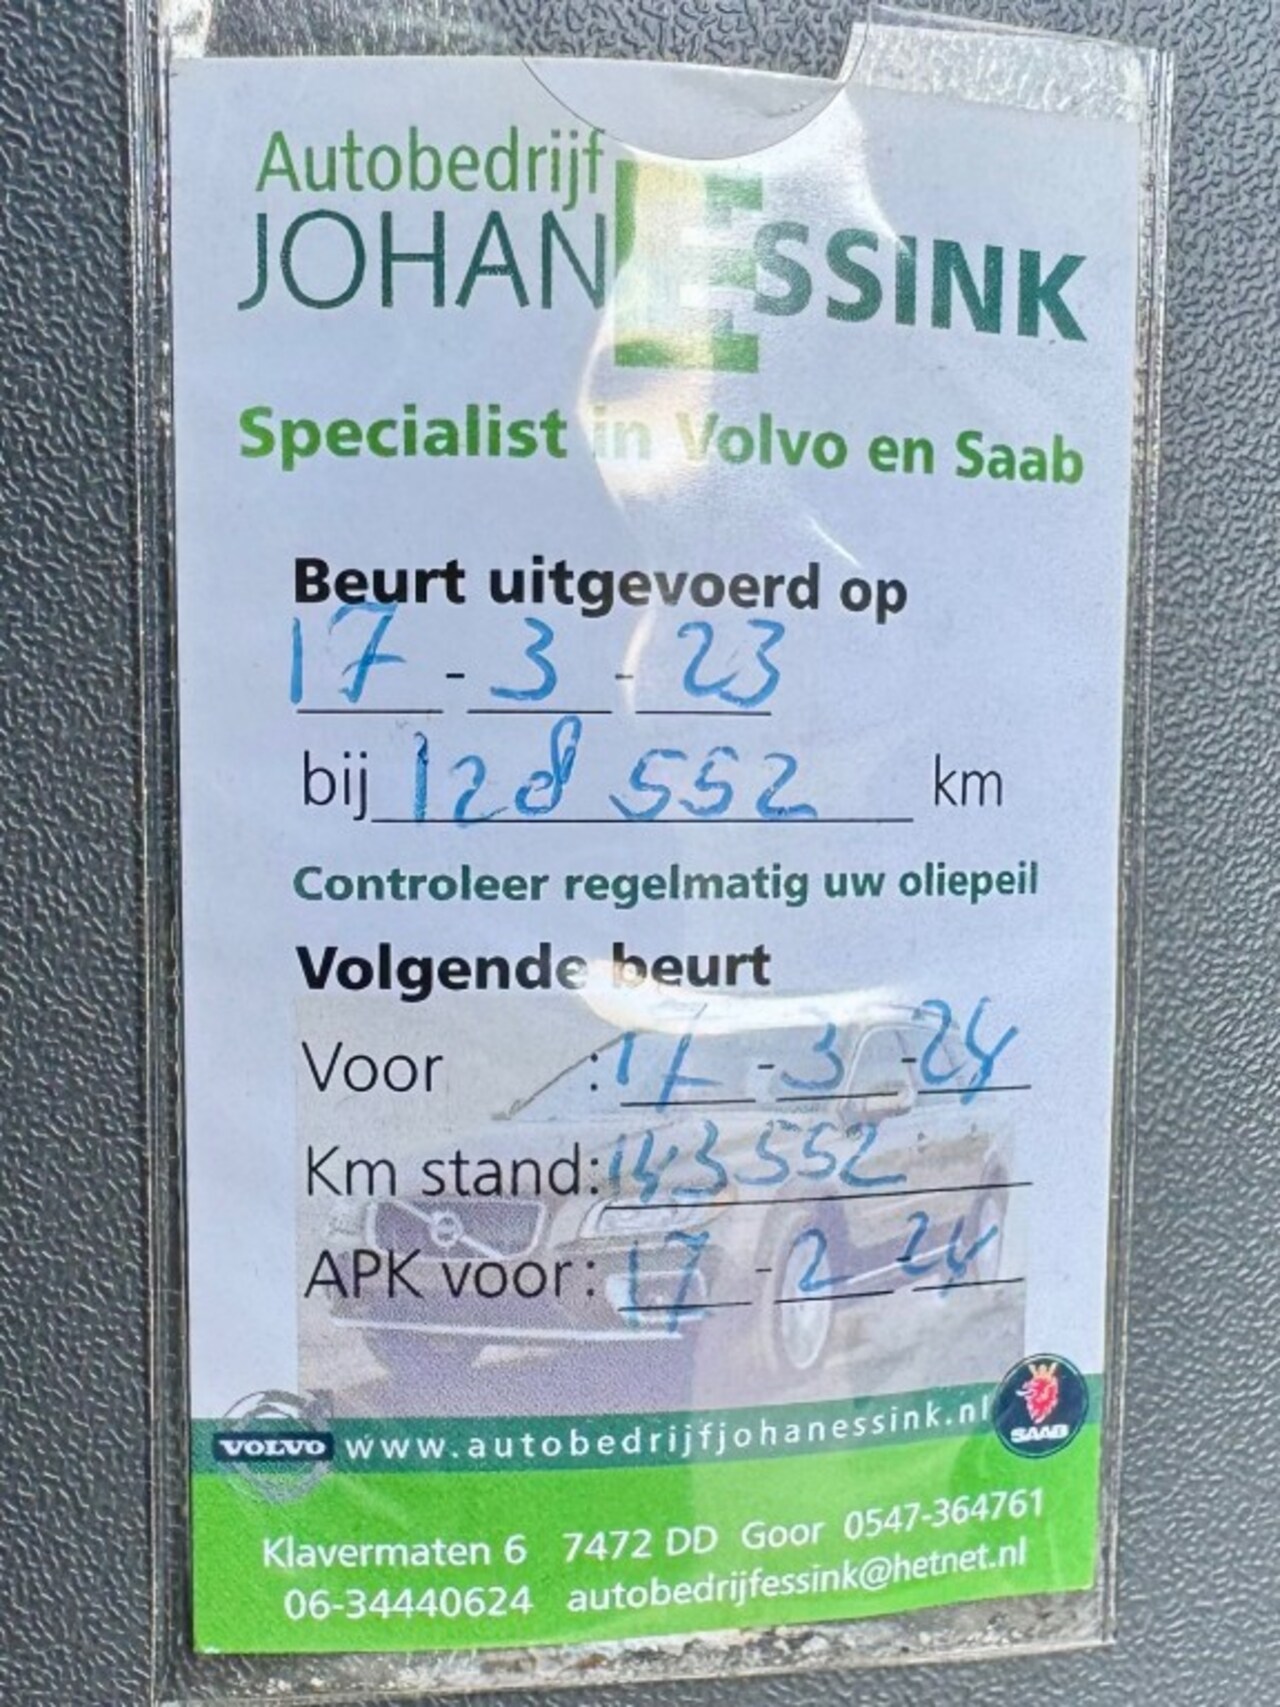 Autobedrijf
JOHAN ESSINK
Specialist in Volvo en Saab
Beurt uitgevoerd op
17 - 3 - 23
bij 128 552 km
Controleer regelmatig uw oliepeil
Volgende beurt
Voor : 17 - 3 - 24
Km stand: 143 552
APK voor: 17 - 2 - 24
VOLVO www.autobedrijfjohanessink.nl SAAB
Klavermaten 6 7472 DD Goor 0547-364761
06-34440624 autobedrijfessink@hetnet.nl